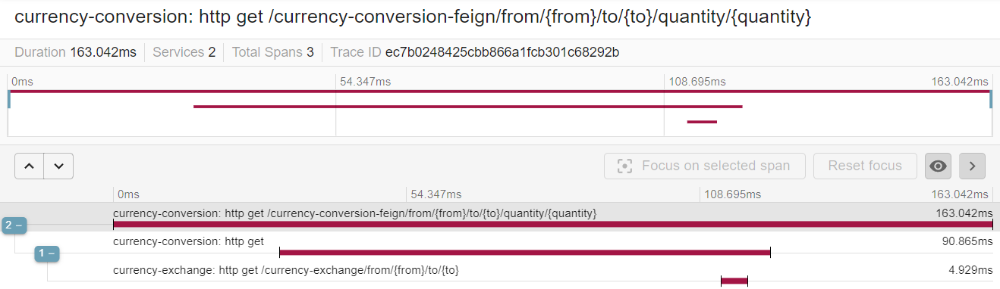 currency-conversion: http get /currency-conversion-feign/from/{from}/to/{to}/quantity/{quantity}
Duration 163.042ms Services 2 Total Spans 3 Trace ID ec7b0248425cbb866a1fcb301c68292b
0ms 54.347ms 108.695ms 163.042ms
Focus on selected span Reset focus
0ms 54.347ms 108.695ms 163.042ms
currency-conversion: http get /currency-conversion-feign/from/{from}/to/{to}/quantity/{quantity} 163.042ms
2 −
currency-conversion: http get 90.865ms
1 −
currency-exchange: http get /currency-exchange/from/{from}/to/{to} 4.929ms